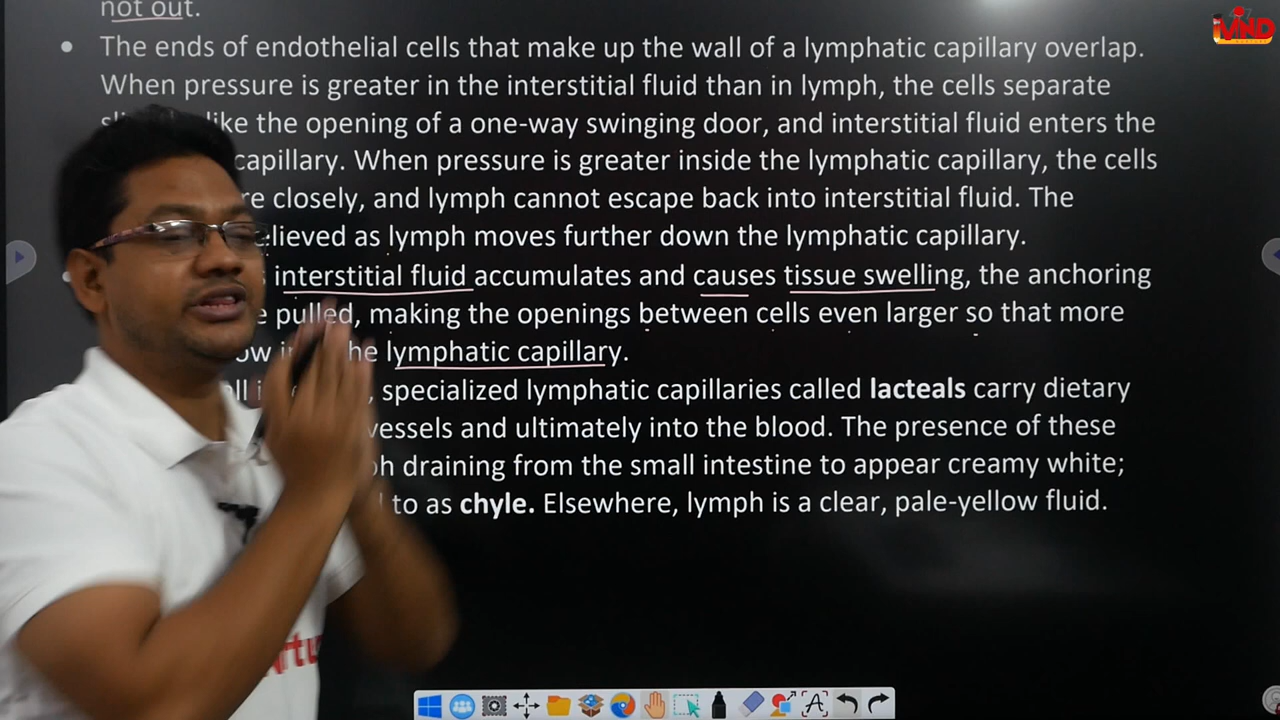 not out.
• The ends of endothelial cells that make up the wall of a lymphatic capillary overlap.
When pressure is greater in the interstitial fluid than in lymph, the cells separate
like the opening of a one-way swinging door, and interstitial fluid enters the
capillary. When pressure is greater inside the lymphatic capillary, the cells
re closely, and lymph cannot escape back into interstitial fluid. The
elieved as lymph moves further down the lymphatic capillary.
interstitial fluid accumulates and causes tissue swelling, the anchoring
e pulled, making the openings between cells even larger so that more
ow the lymphatic capillary.
ll , specialized lymphatic capillaries called lacteals carry dietary
vessels and ultimately into the blood. The presence of these
ph draining from the small intestine to appear creamy white;
to as chyle. Elsewhere, lymph is a clear, pale-yellow fluid.
rtu
A